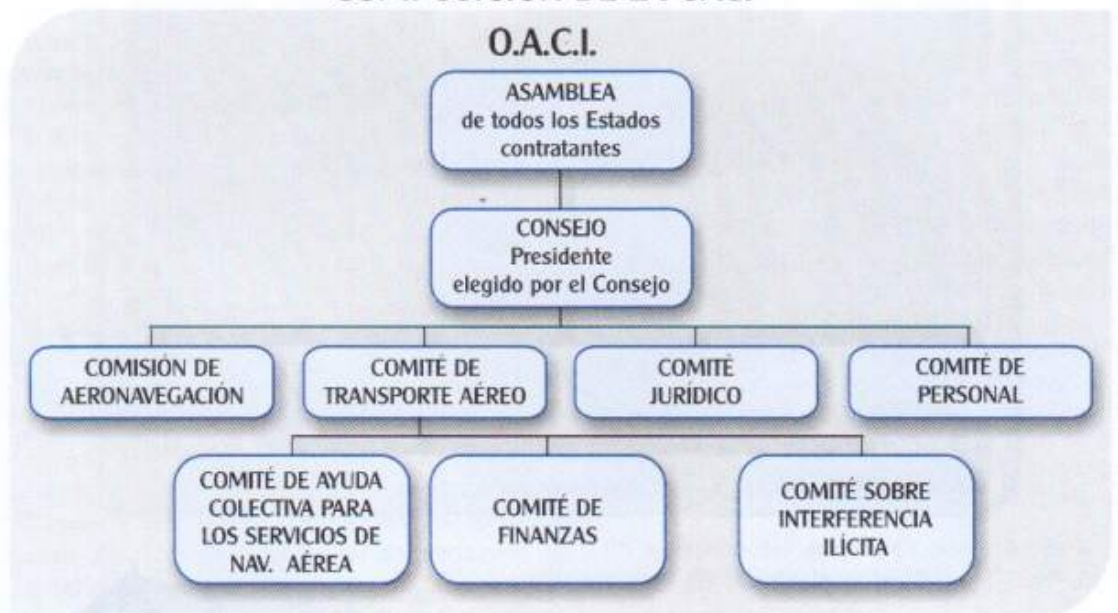 O.A.C.I.
ASAMBLEA
de todos los Estados
contratantes
CONSEJO
Presidente
elegido por el Consejo
COMISIÓN DE
AERONAVEGACIÓN
COMITÉ DE
TRANSPORTE AÉREO
COMITÉ
JURÍDICO
COMITÉ DE
PERSONAL
COMITÉ DE AYUDA
COLECTIVA PARA
LOS SERVICIOS DE
NAV. AÉREA
COMITÉ DE
FINANZAS
COMITÉ SOBRE
INTERFERENCIA
ILÍCITA